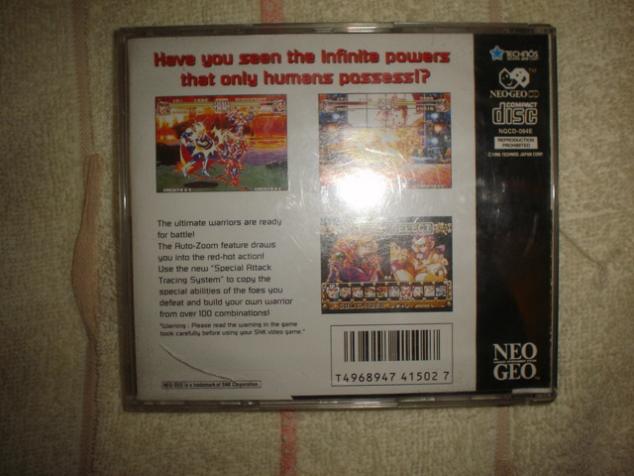 Have you seen the infinite powers
that only humans possess!?
TECHNOS
NEO·GEO CD
COMPACT
disc
NGCD-0645
REPRODUCTION
PROHIBITED
The ultimate warriors are ready
for battle!
The Auto-Zoom feature draws
you into the red-hot action!
Use the new "Special Attack
Tracing System" to copy the
special abilities of the foes you
defeat and build your own warrior
from over 100 combinations!
"Warning : Please read the warning in the game
book carefully before using your SNK video game."
NEO·GEO is a trademark of SNK Corporation.
T4968947 41502 7
NEO
GEO
TM